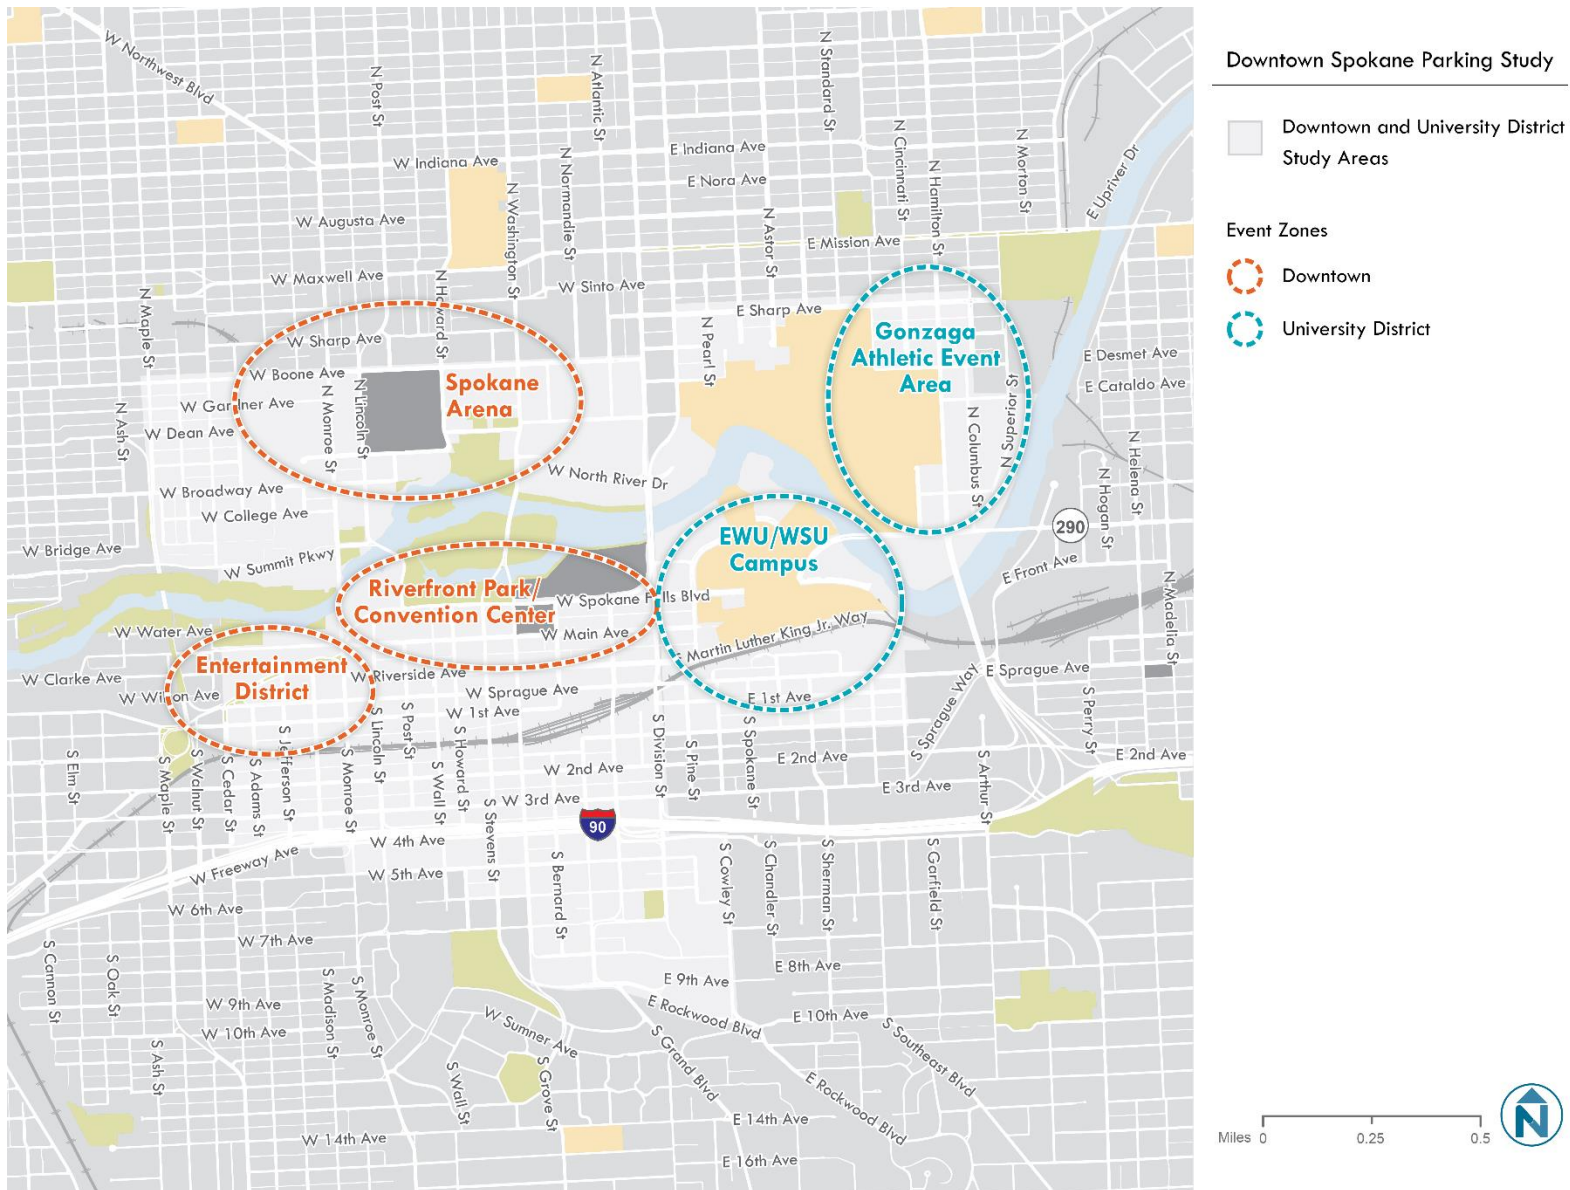 Downtown Spokane Parking Study
Downtown and University District
Study Areas
Event Zones
Downtown
University District
W Northwest Blvd
N Post St
N Atlantic St
N Standard St
N Cincinnati St
N Hamilton St
N Morton St
E Upriver Dr
W Indiana Ave
E Indiana Ave
N Normandie St
E Nora Ave
N Washington St
W Augusta Ave
N Astor St
E Mission Ave
W Maxwell Ave
N Howard St
W Sinto Ave
N Maple St
E Sharp Ave
N Pearl St
W Sharp Ave
Gonzaga
Athletic Event
Area
E Desmet Ave
E Cataldo Ave
W Boone Ave
Spokane
Arena
W Gardner Ave
N Monroe St
N Lincoln St
N Ash St
W Dean Ave
N Columbus St
N Superior St
N Helena St
N Hogan St
W North River Dr
W Broadway Ave
W College Ave
290
EWU/WSU
Campus
W Bridge Ave
W Summit Pkwy
E Front Ave
N Madelia St
Riverfront Park/
Convention Center
W Spokane Falls Blvd
W Main Ave
W Water Ave
Martin Luther King Jr. Way
Entertainment
District
W Clarke Ave
W Riverside Ave
W Wilson Ave
W Sprague Ave
E Sprague Ave
E 1st Ave
W 1st Ave
S Sprague Way
S Perry St
S Elm St
S Maple St
S Walnut St
S Cedar St
S Adams St
S Jefferson St
S Monroe St
S Lincoln St
S Post St
S Wall St
S Howard St
S Stevens St
S Division St
S Pine St
S Spokane St
S Arthur St
W 2nd Ave
E 2nd Ave
E 2nd Ave
W 3rd Ave
E 3rd Ave
90
W 4th Ave
W Freeway Ave
W 5th Ave
S Bernard St
S Cowley St
S Chandler St
S Sherman St
S Garfield St
W 6th Ave
W 7th Ave
S Cannon St
S Oak St
S Madison St
S Monroe St
E 8th Ave
E 9th Ave
W 9th Ave
E Rockwood Blvd
E 10th Ave
W 10th Ave
W Sumner Ave
S Southeast Blvd
S Ash St
S Wall St
S Grove St
S Grand Blvd
E Rockwood Blvd
E 14th Ave
W 14th Ave
E 16th Ave
Miles 0 0.25 0.5
N